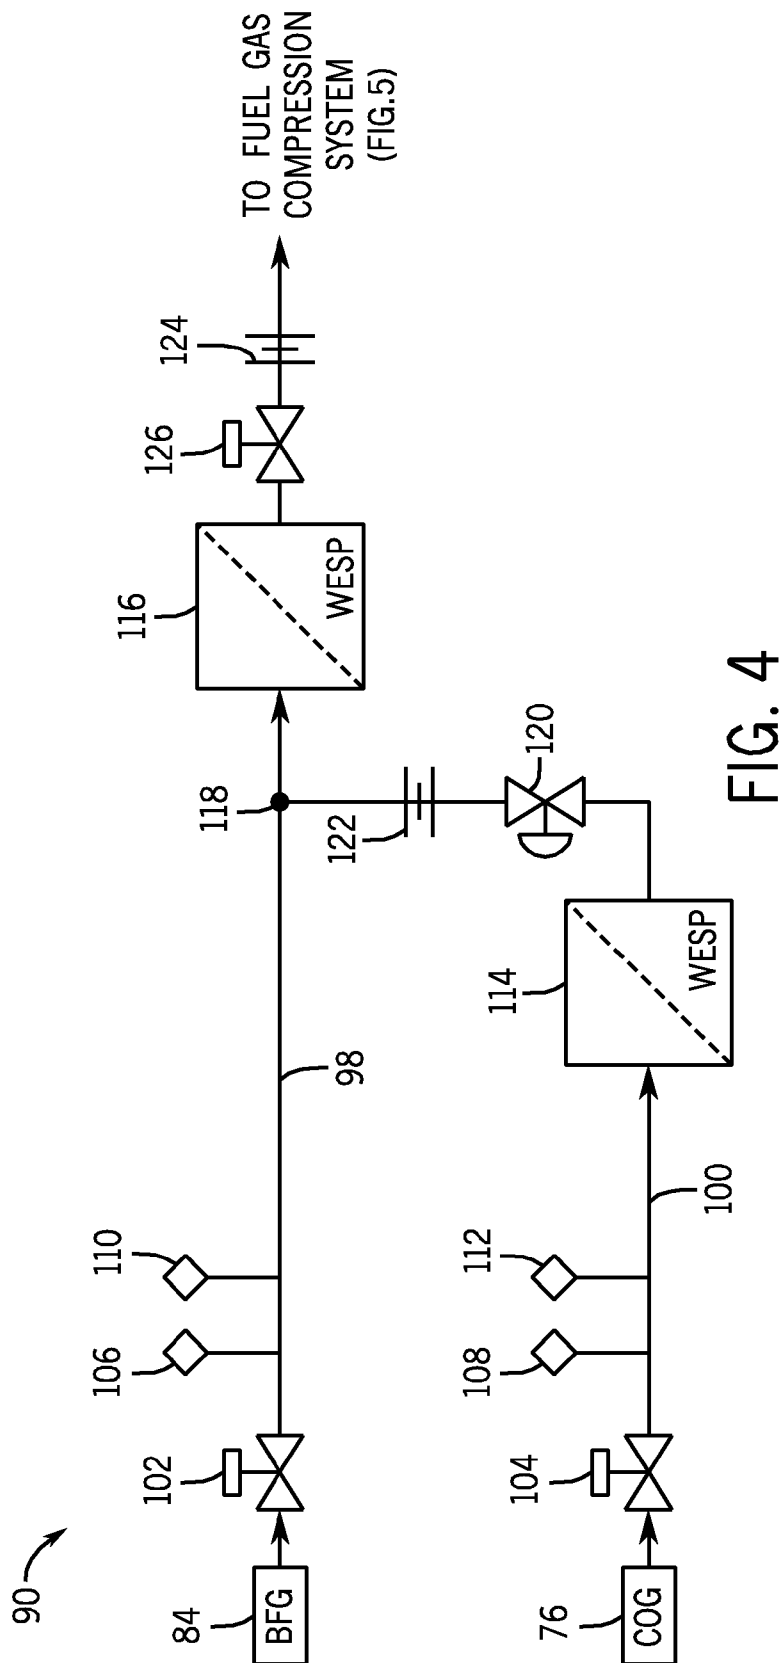 90
84
BFG
102
106
110
98
118
116
WESP
126
124
TO FUEL GAS
COMPRESSION
SYSTEM
(FIG.5)
76
COG
104
108
112
100
114
WESP
120
122
FIG. 4